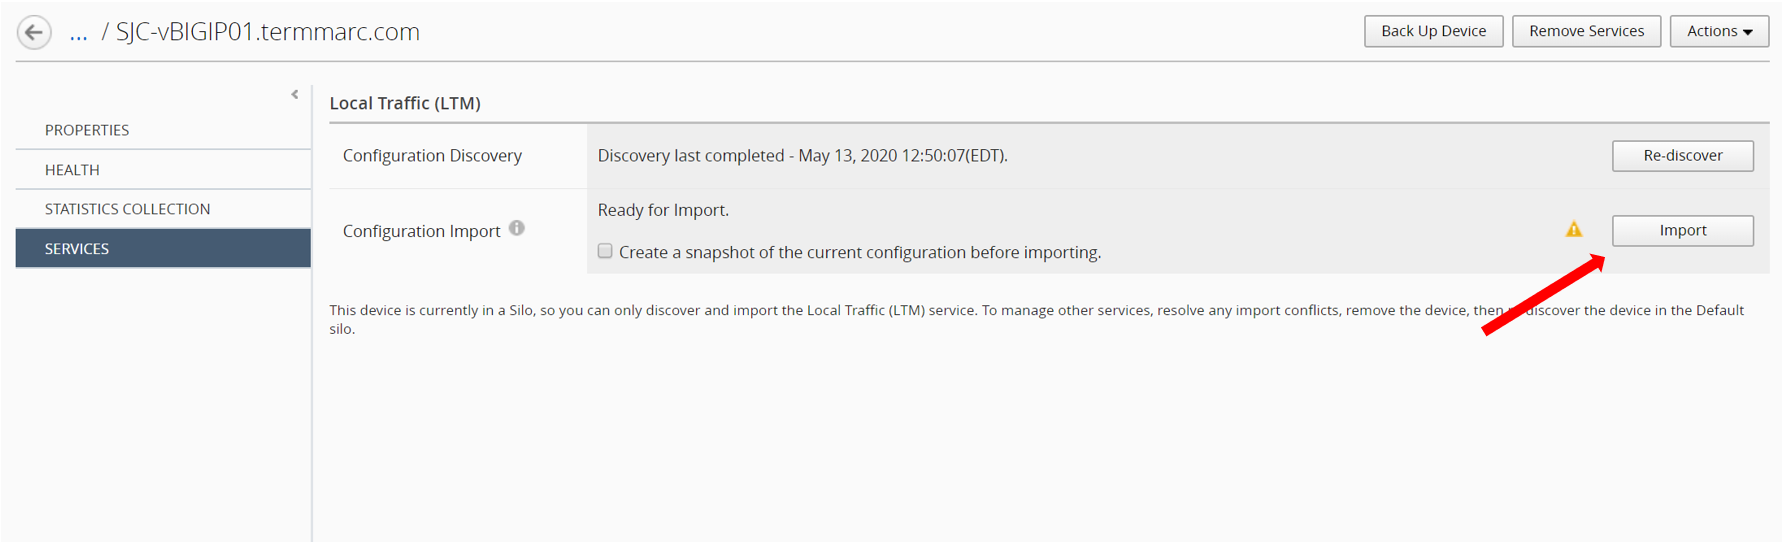 ... / SJC-vBIGIP01.termmarc.com
Back Up Device
Remove Services
Actions
PROPERTIES
HEALTH
STATISTICS COLLECTION
SERVICES
Local Traffic (LTM)
Configuration Discovery
Discovery last completed - May 13, 2020 12:50:07(EDT).
Re-discover
Configuration Import
Ready for Import.
Create a snapshot of the current configuration before importing.
Import
This device is currently in a Silo, so you can only discover and import the Local Traffic (LTM) service. To manage other services, resolve any import conflicts, remove the device, then discover the device in the Default
silo.